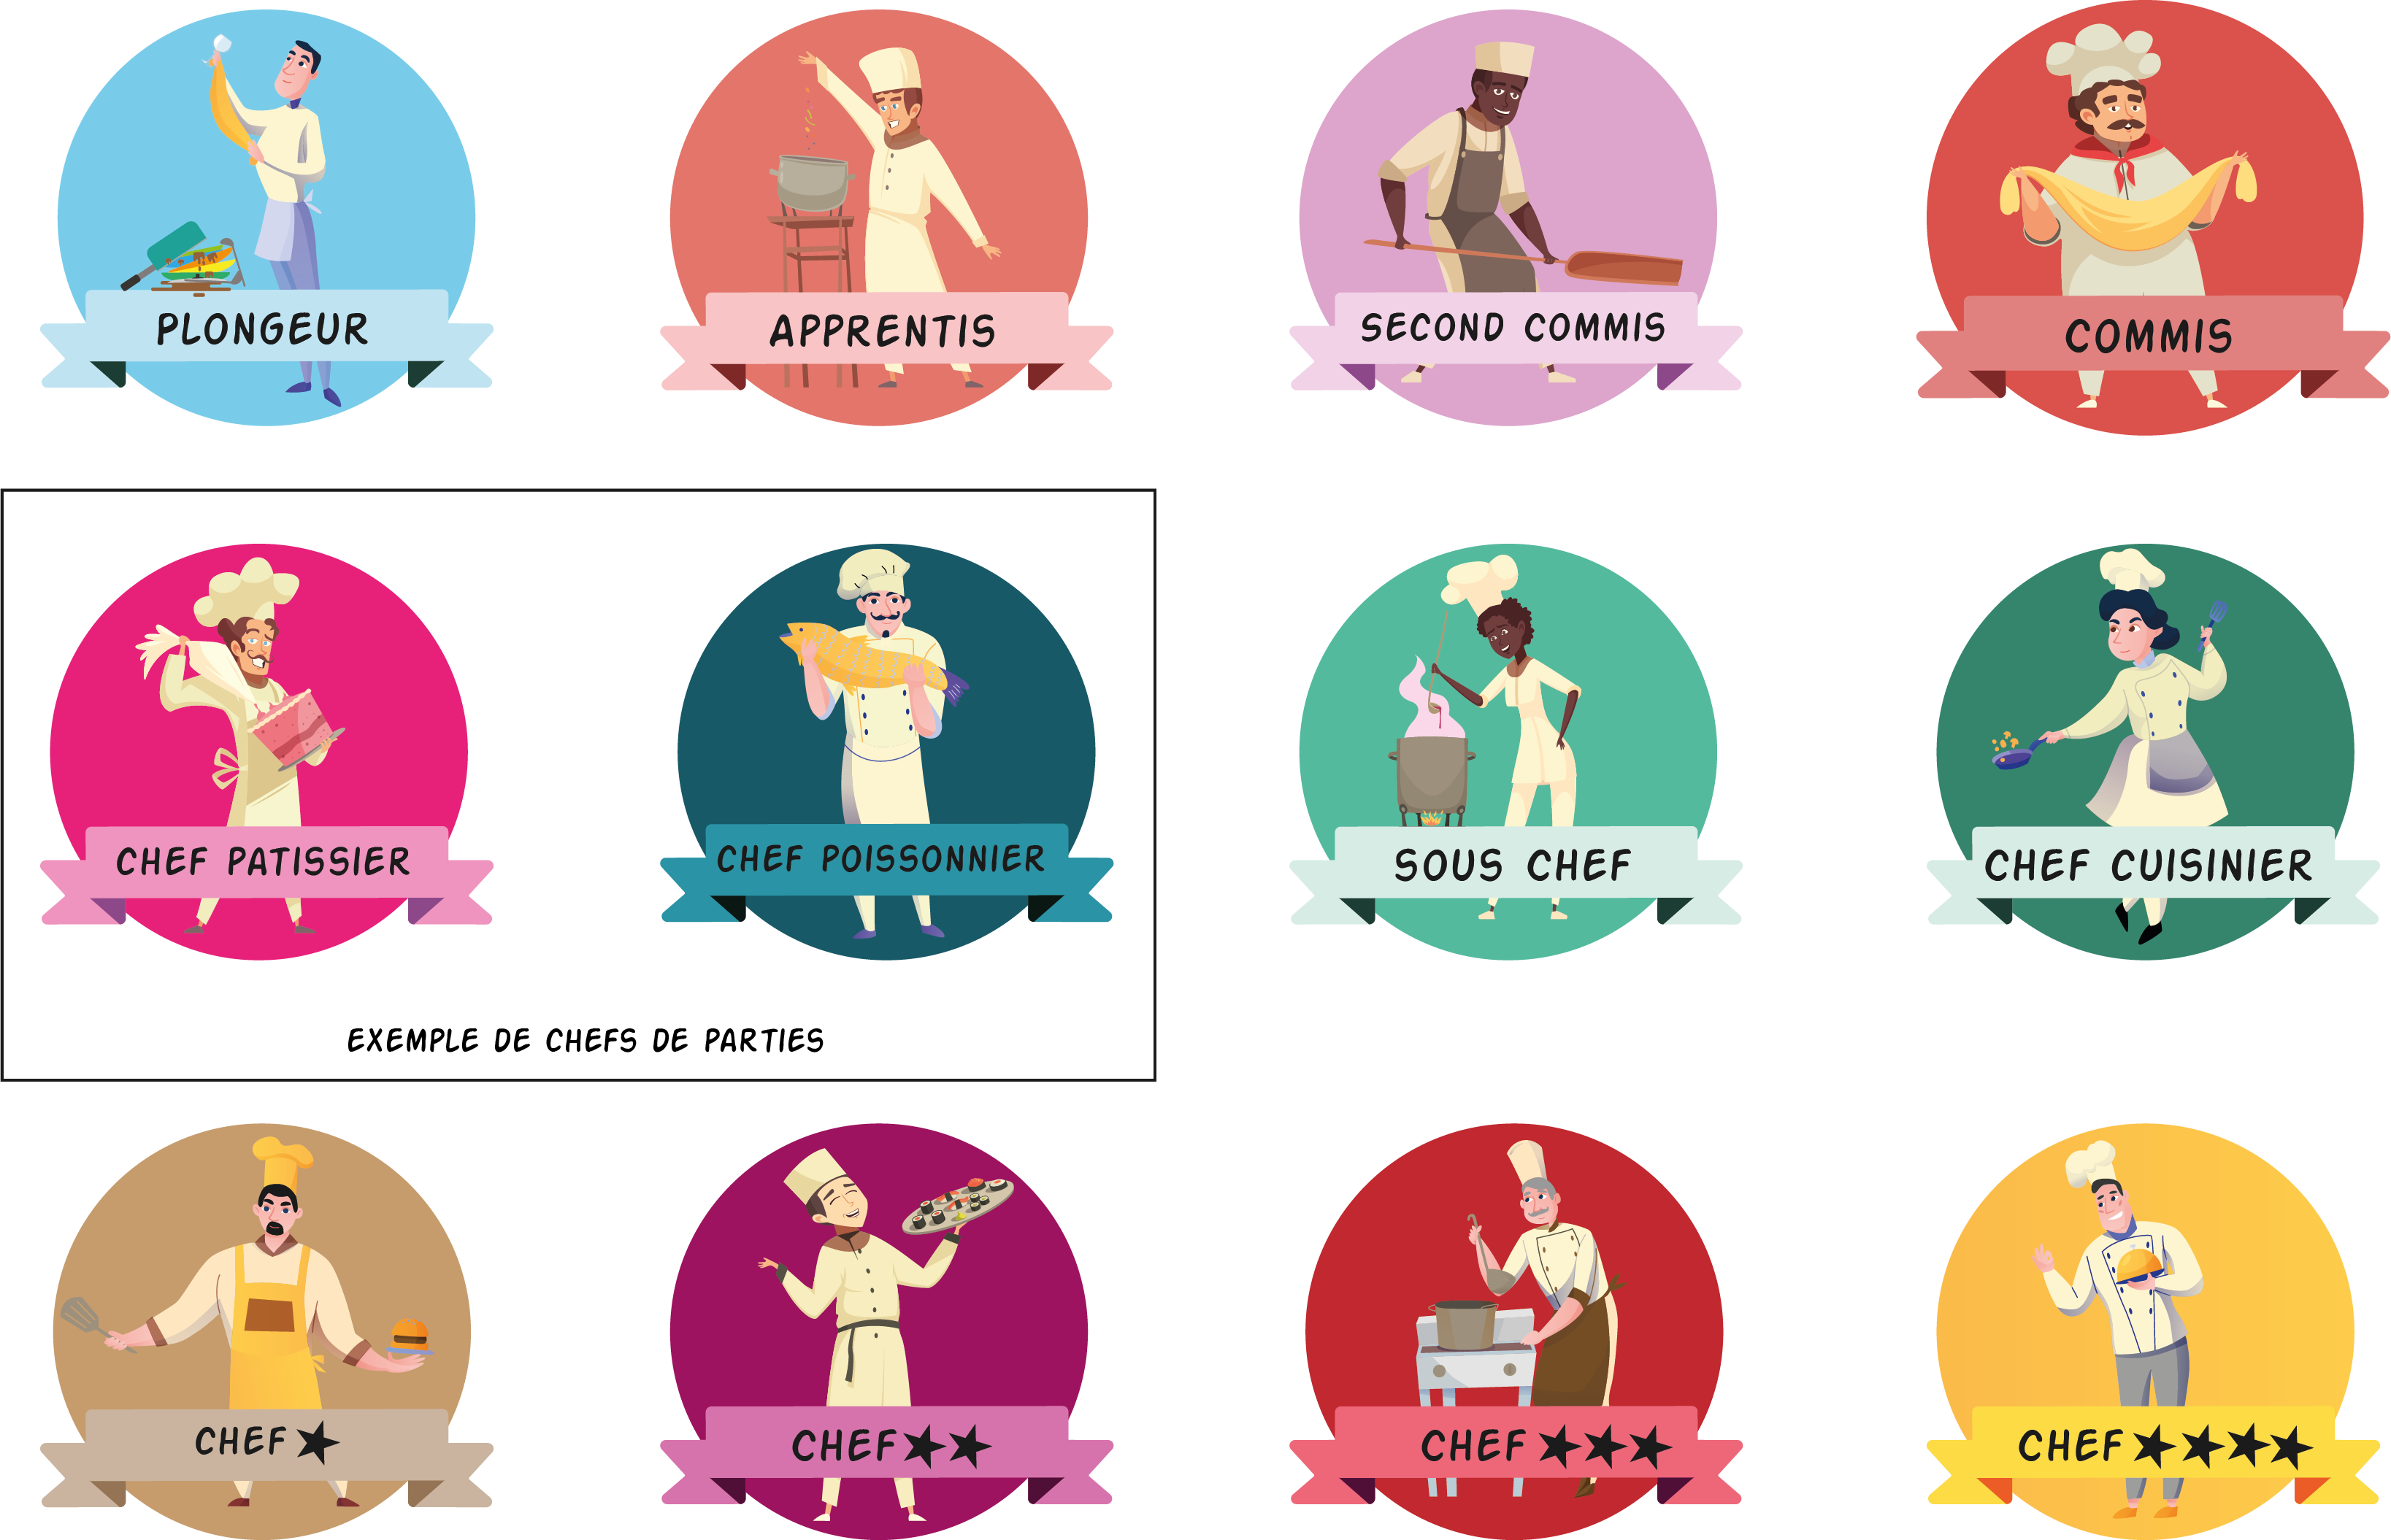 PLONGEUR
APPRENTIS
SECOND COMMIS
COMMIS
CHEF PATISSIER
CHEF POISSONNIER
SOUS CHEF
CHEF CUISINIER
EXEMPLE DE CHEFS DE PARTIES
CHEF★
CHEF★★
CHEF★★★
CHEF★★★★